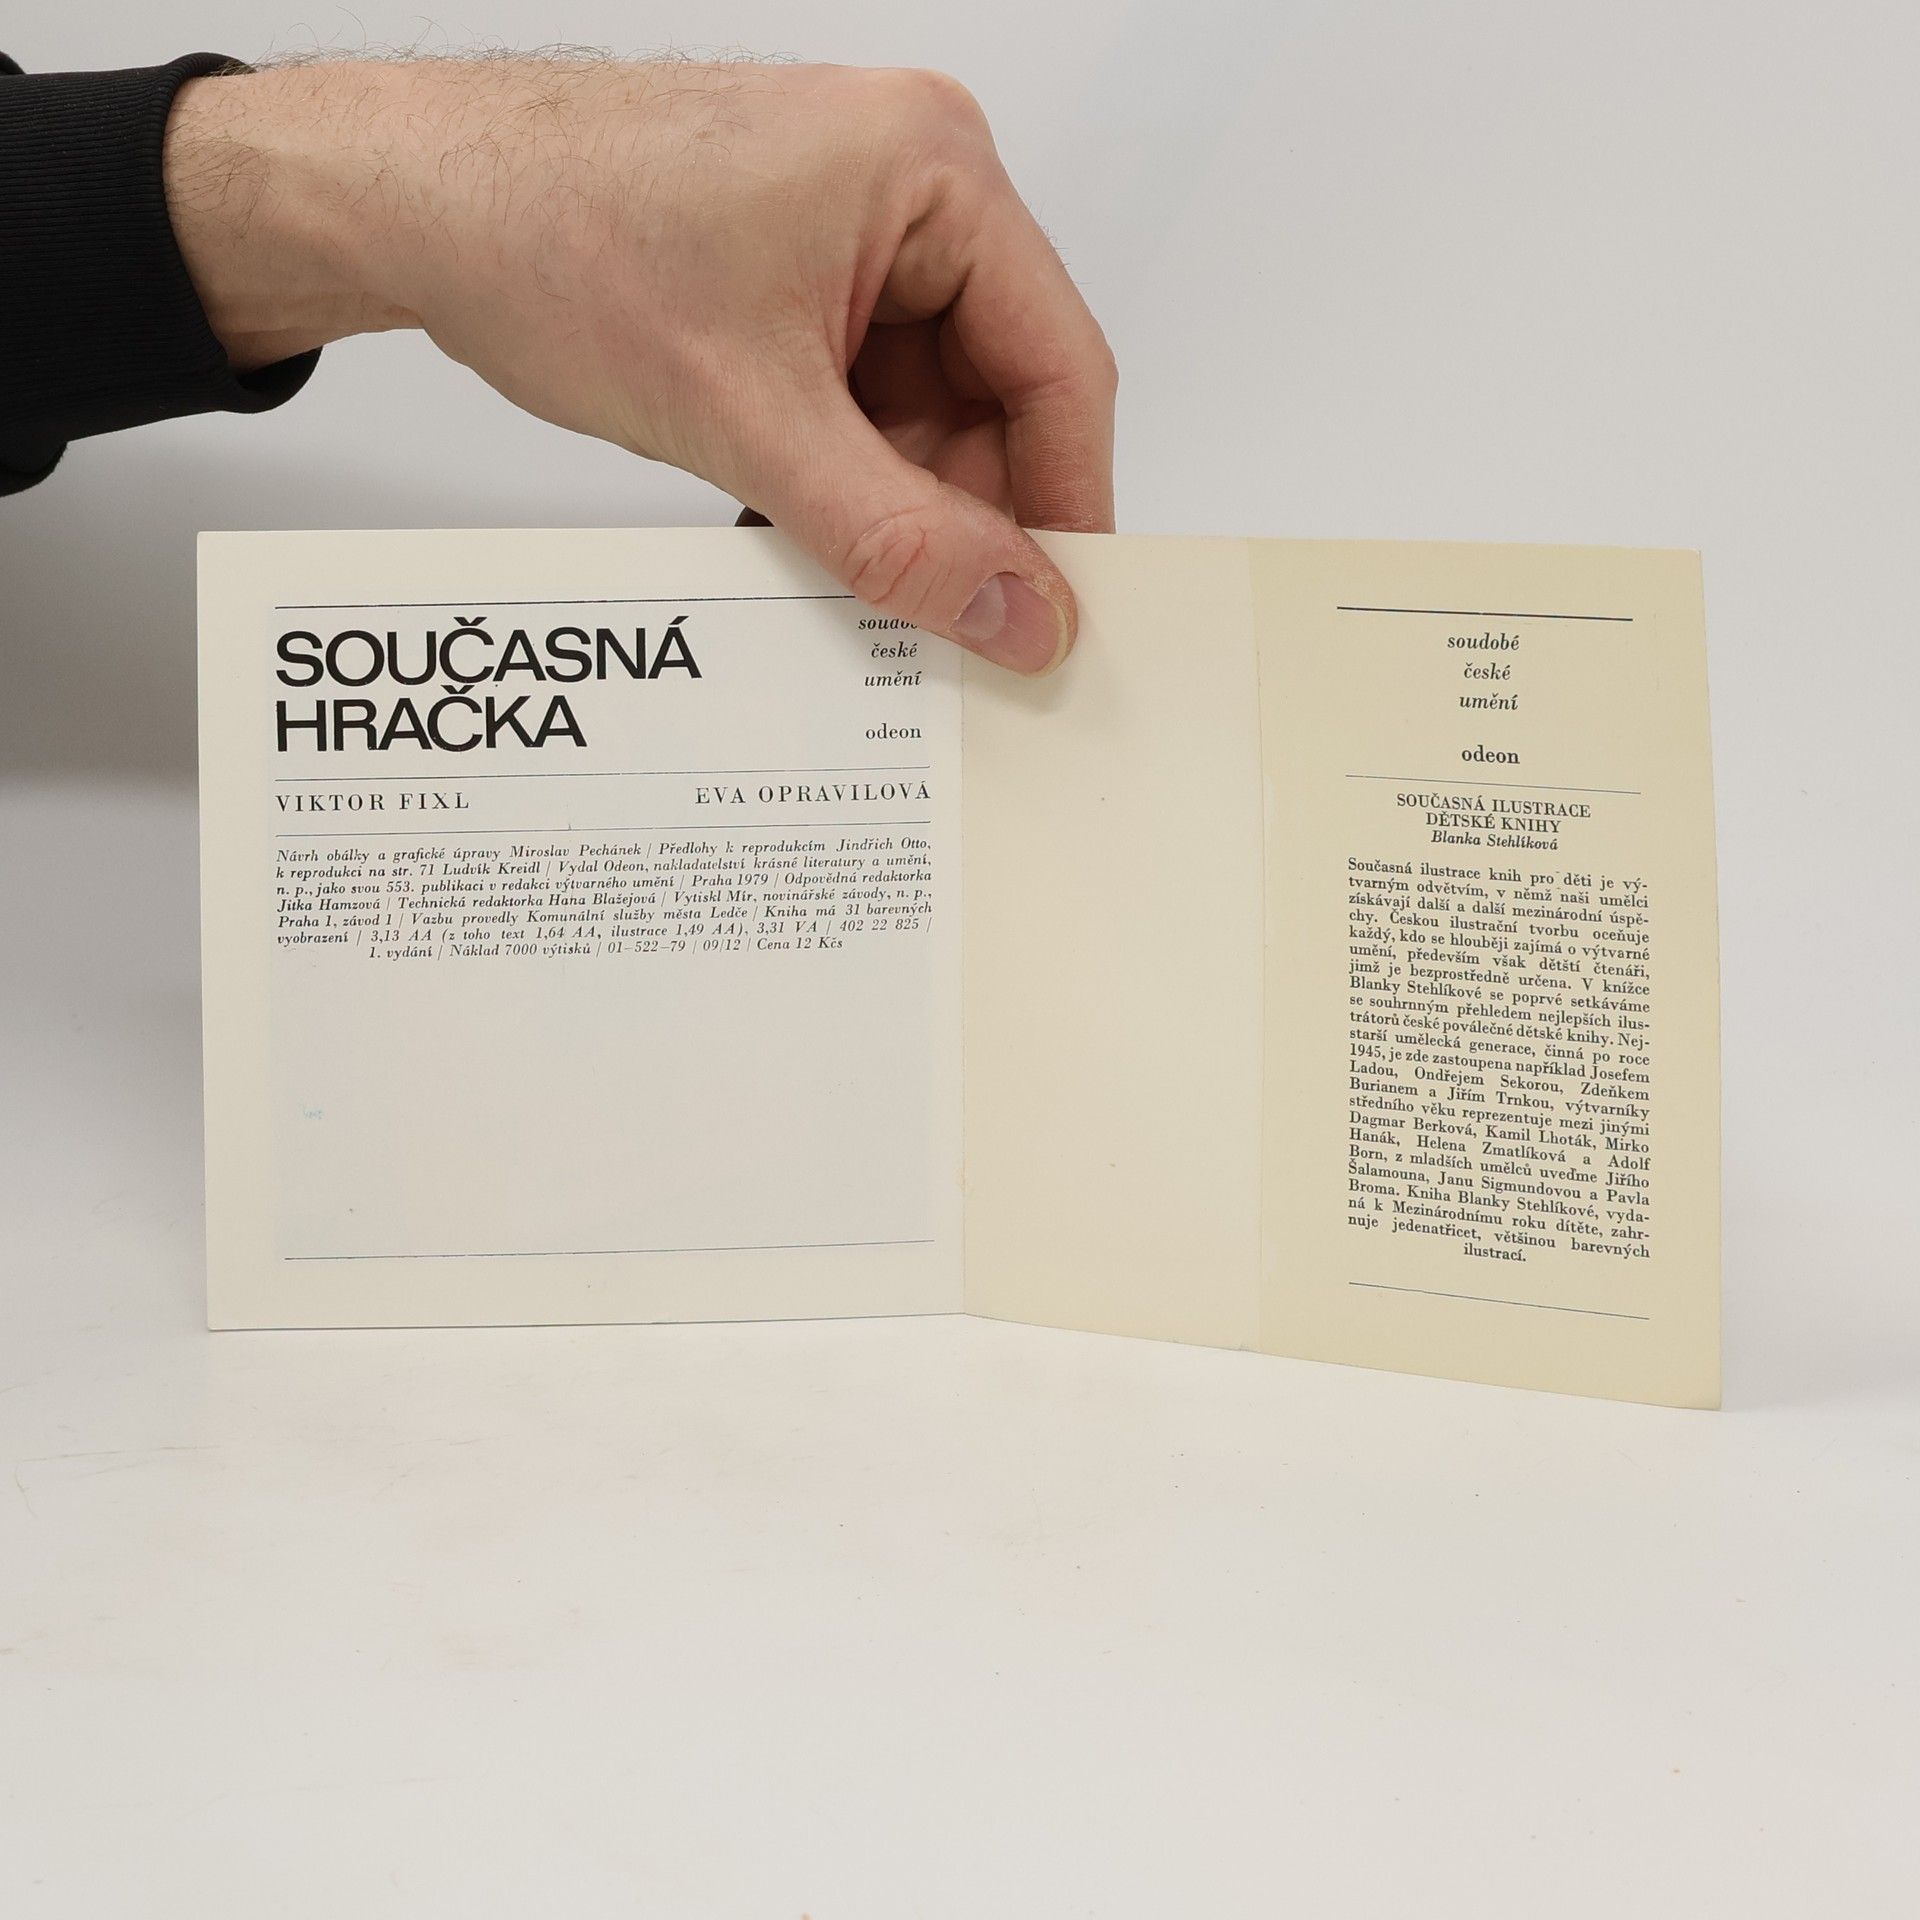 SOUČASNÁ
HRAČKA
soudobé
české
umění
odeon
VIKTOR FIXL
EVA OPRAVILOVÁ
Návrh obálky a grafické úpravy Miroslav Pechánek / Předlohy k reprodukcím Jindřich Otto,
k reprodukci na str. 71 Ludvík Kreidl / Vydal Odeon, nakladatelství krásné literatury a umění,
n. p., jako svou 553. publikaci v redakci výtvarného umění / Praha 1979 / Odpovědná redaktorka
Jitka Hamzová / Technická redaktorka Hana Blažejová / Vytiskl Mír, novinářské závody, n. p.,
Praha 1, závod 1 / Vazbu provedly Komunální služby města Ledče / Kniha má 31 barevných
vyobrazení / 3,13 AA (z toho text 1,64 AA, ilustrace 1,49 AA), 3,31 VA / 402 22 825 /
1. vydání / Náklad 7000 výtisků / 01-522-79 / 09/12 / Cena 12 Kčs
soudobé
české
umění
odeon
SOUČASNÁ ILUSTRACE
DĚTSKÉ KNIHY
Blanka Stehlíková
Současná ilustrace knih pro děti je vý-
tvarným odvětvím, v němž naši umělci
získávají další a další mezinárodní úspě-
chy. Českou ilustrační tvorbu oceňuje
každý, kdo se hlouběji zajímá o výtvarné
umění, především však dětští čtenáři,
jimž je bezprostředně určena. V knížce
Blanky Stehlíkové se poprvé setkáváme
se souhrnným přehledem nejlepších ilus-
trátorů české poválečné dětské knihy. Nej-
starší umělecká generace, činná po roce
1945, je zde zastoupena například Josefem
Ladou, Ondřejem Sekorou, Zdeňkem
Burianem a Jiřím Trnkou, výtvarníky
středního věku reprezentuje mezi jinými
Dagmar Berková, Kamil Lhoták, Mirko
Hanák, Helena Zmatlíková a Adolf
Born, z mladších umělců uveďme Jiřího
Šalamouna, Janu Sigmundovou a Pavla
Broma. Kniha Blanky Stehlíkové, vyda-
ná k Mezinárodnímu roku dítěte, zahr-
nuje jedenatřicet, většinou barevných
ilustrací.